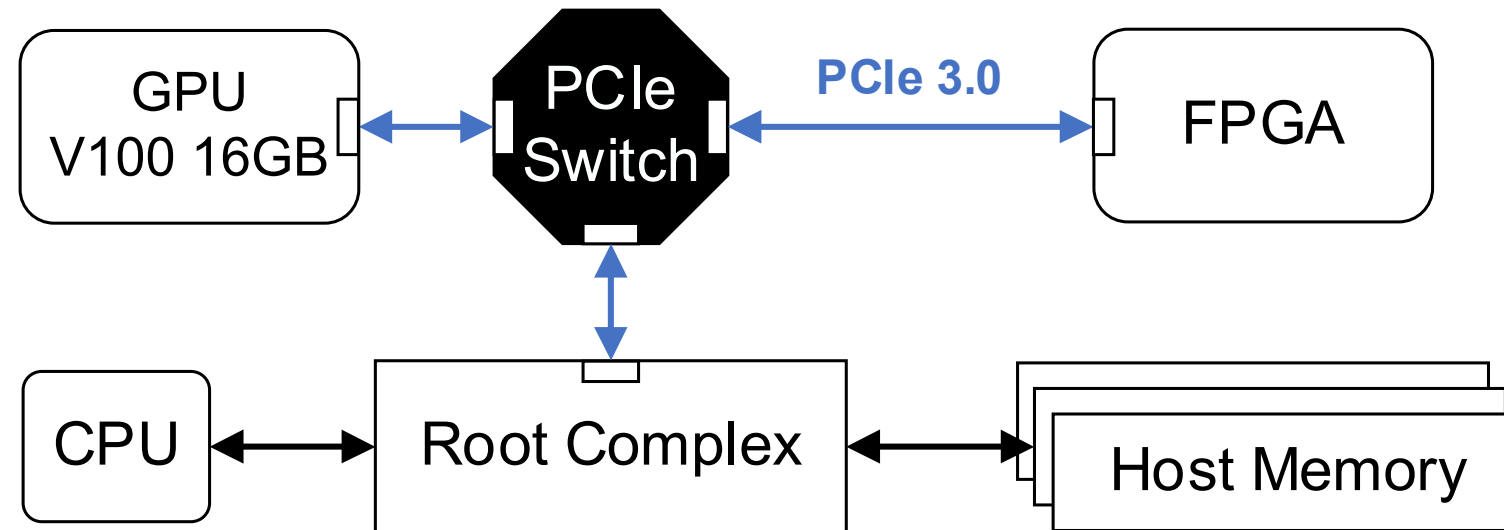 GPU
V100 16GB
PCIe
Switch
PCIe 3.0
FPGA
CPU
Root Complex
Host Memory